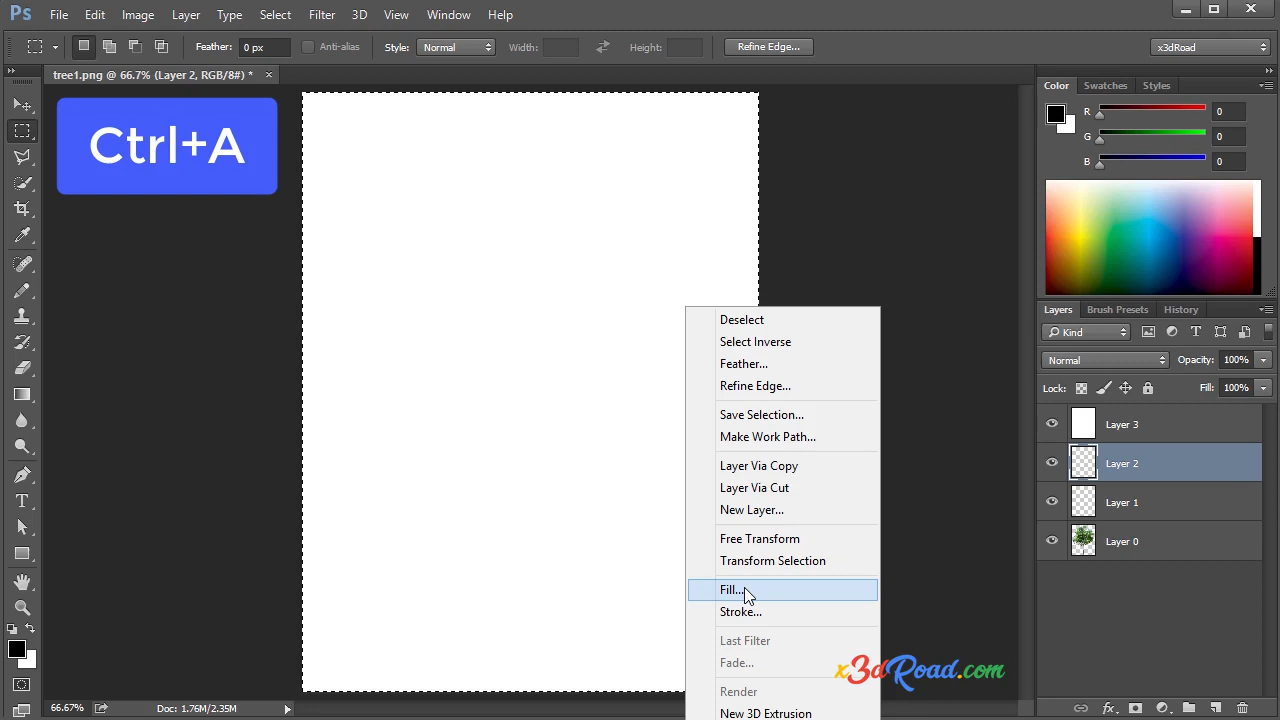 Ps File Edit Image Layer Type Select Filter 3D View Window Help
Feather: 0 px Anti-alias Style: Normal Width: Height: Refine Edge... x3dRoad
tree1.png @ 66.7% (Layer 2, RGB/8#) *
Ctrl+A
Color Swatches Styles
R 0
G 0
B 0
Layers Brush Presets History
Kind
Normal Opacity: 100%
Lock: Fill: 100%
Layer 3
Layer 2
Layer 1
Layer 0
Deselect
Select Inverse
Feather...
Refine Edge...
Save Selection...
Make Work Path...
Layer Via Copy
Layer Via Cut
New Layer...
Free Transform
Transform Selection
Fill...
Stroke...
Last Filter
Fade...
Render
New 3D Extrusion
x3dRoad.com
66.67% Doc: 1.76M/2.35M
fx